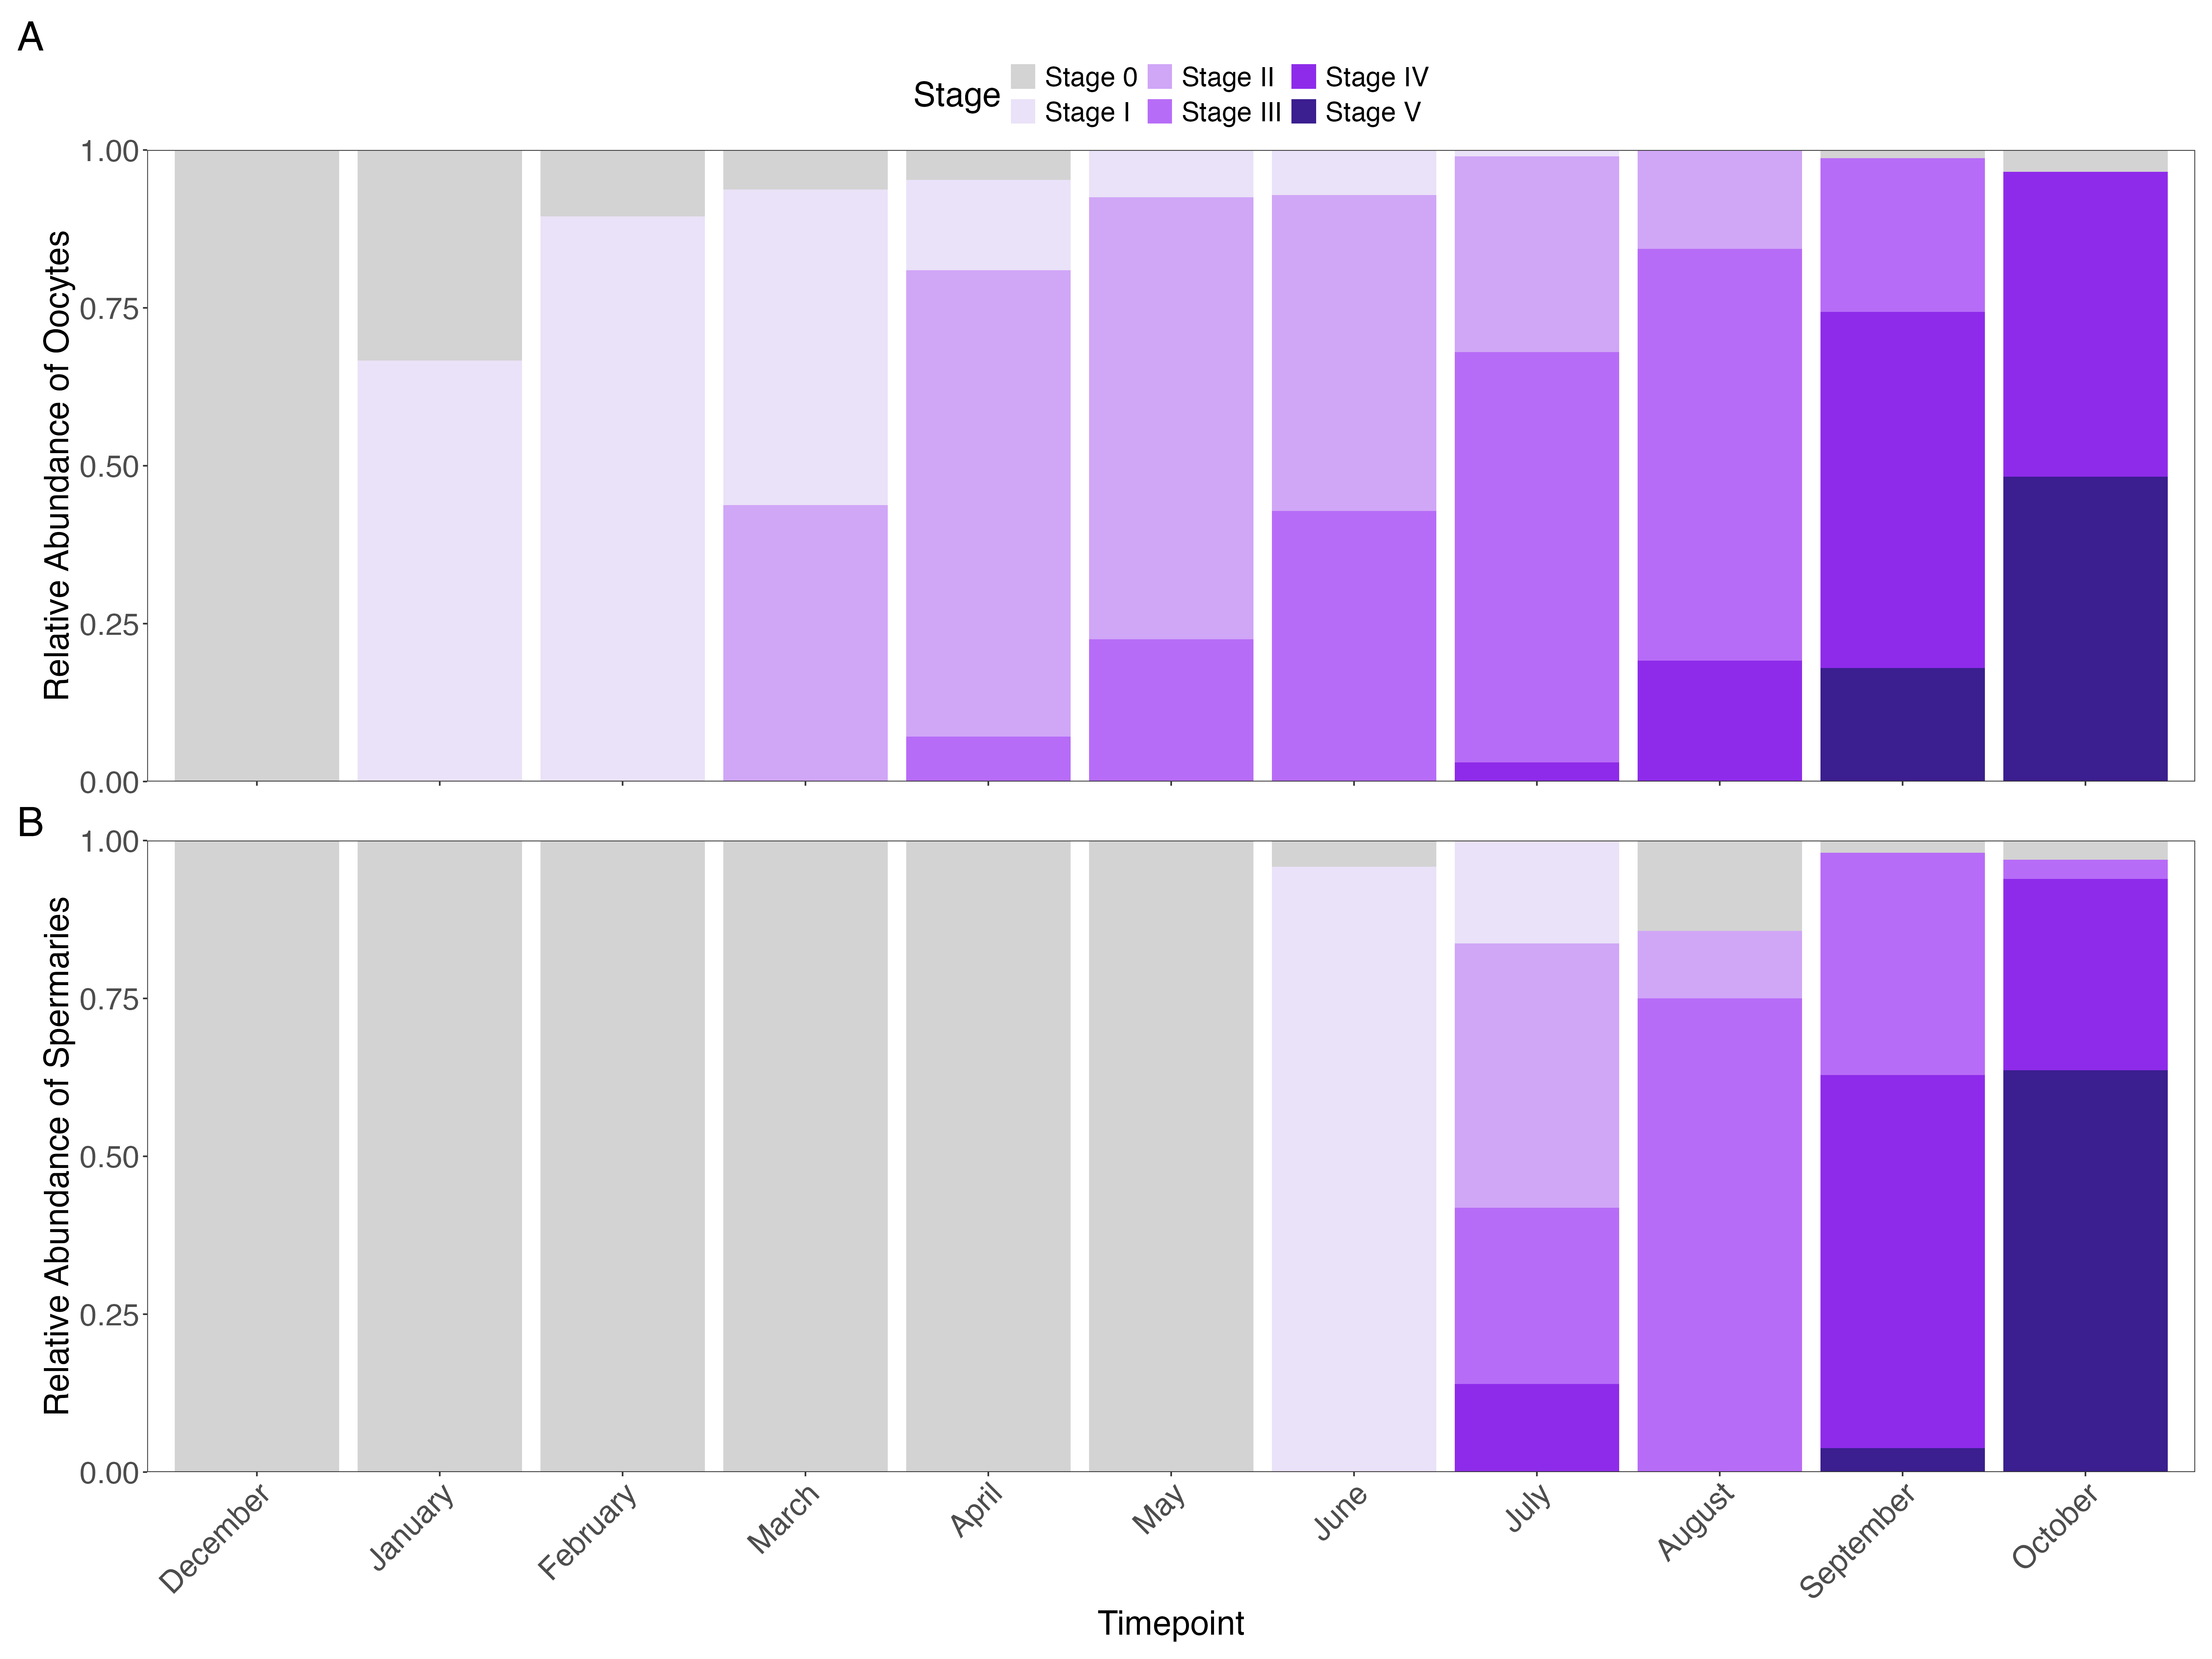 A
Stage
Stage 0
Stage II
Stage IV
Stage I
Stage III
Stage V
Relative Abundance of Oocytes
1.00
0.75
0.50
0.25
0.00
B
Relative Abundance of Spermaries
1.00
0.75
0.50
0.25
0.00
December
January
February
March
April
May
June
July
August
September
October
Timepoint